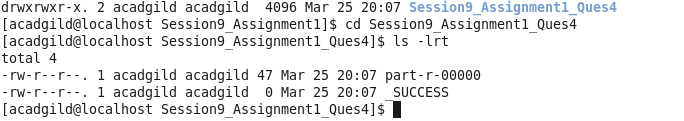 drwxrwxr-x. 2 acadgild acadgild  4096 Mar 25 20:07 Session9_Assignment1_Ques4
[acadgild@localhost Session9_Assignment1]$ cd Session9_Assignment1_Ques4
[acadgild@localhost Session9_Assignment1_Ques4]$ ls -lrt
total 4
-rw-r--r--. 1 acadgild acadgild 47 Mar 25 20:07 part-r-00000
-rw-r--r--. 1 acadgild acadgild  0 Mar 25 20:07 _SUCCESS
[acadgild@localhost Session9_Assignment1_Ques4]$